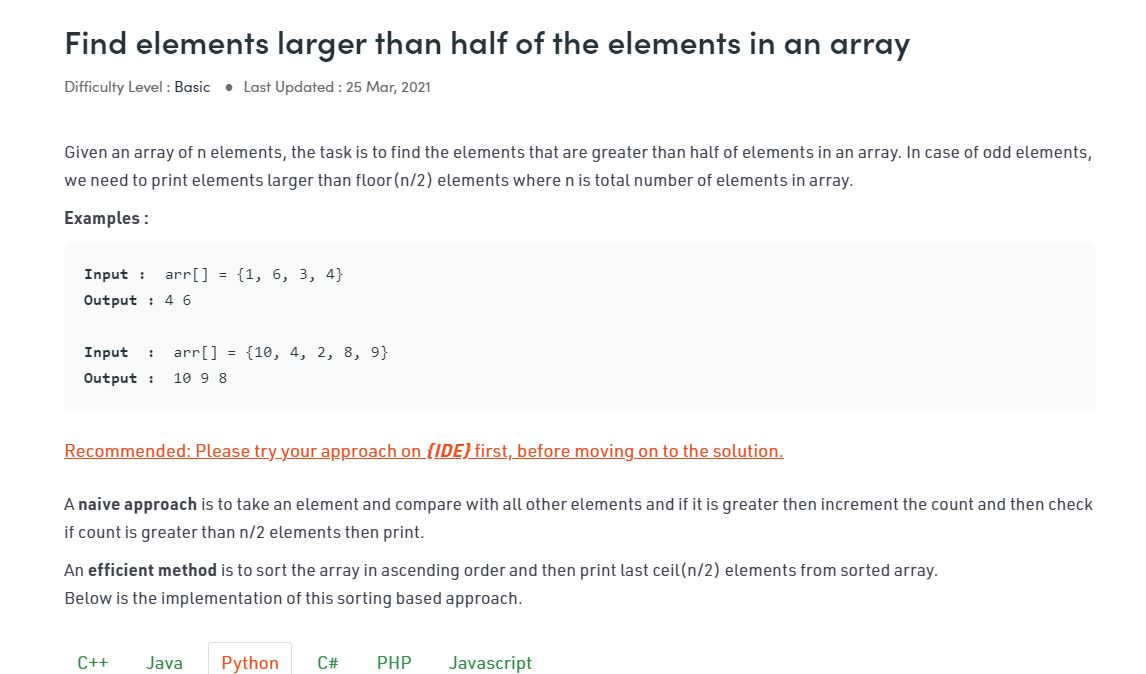 Find elements larger than half of the elements in an array
Difficulty Level : Basic ● Last Updated : 25 Mar, 2021
Given an array of n elements, the task is to find the elements that are greater than half of elements in an array. In case of odd elements,
we need to print elements larger than floor(n/2) elements where n is total number of elements in array.
Examples :
Input :  arr[] = {1, 6, 3, 4}
Output : 4 6
Input  :  arr[] = {10, 4, 2, 8, 9}
Output :  10 9 8
Recommended: Please try your approach on {IDE} first, before moving on to the solution.
A naive approach is to take an element and compare with all other elements and if it is greater then increment the count and then check
if count is greater than n/2 elements then print.
An efficient method is to sort the array in ascending order and then print last ceil(n/2) elements from sorted array.
Below is the implementation of this sorting based approach.
C++ Java Python C# PHP Javascript